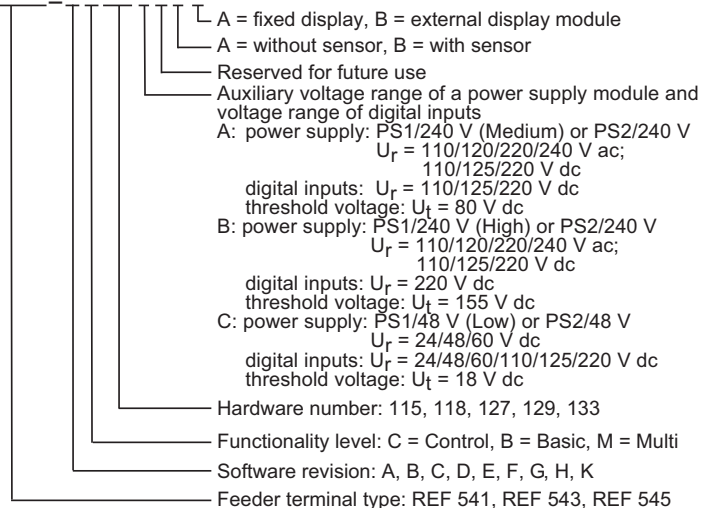 A = fixed display, B = external display module
A = without sensor, B = with sensor
Reserved for future use
Auxiliary voltage range of a power supply module and
voltage range of digital inputs
A: power supply: PS1/240 V (Medium) or PS2/240 V
Ur = 110/120/220/240 V ac;
110/125/220 V dc
digital inputs: Ur = 110/125/220 V dc
threshold voltage: Ut = 80 V dc
B: power supply: PS1/240 V (High) or PS2/240 V
Ur = 110/120/220/240 V ac;
110/125/220 V dc
digital inputs: Ur = 220 V dc
threshold voltage: Ut = 155 V dc
C: power supply: PS1/48 V (Low) or PS2/48 V
Ur = 24/48/60 V dc
digital inputs: Ur = 24/48/60/110/125/220 V dc
threshold voltage: Ut = 18 V dc
Hardware number: 115, 118, 127, 129, 133
Functionality level: C = Control, B = Basic, M = Multi
Software revision: A, B, C, D, E, F, G, H, K
Feeder terminal type: REF 541, REF 543, REF 545